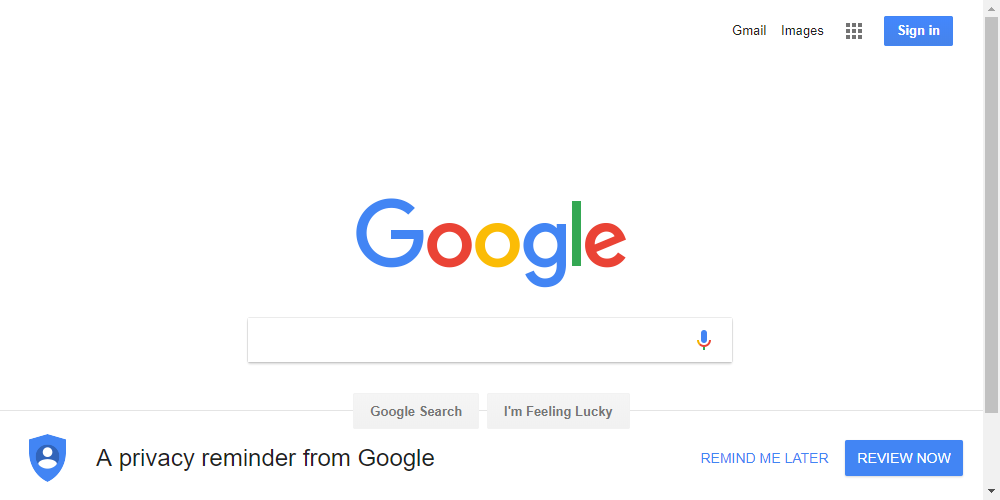 Gmail Images Sign in
Google
Google Search I'm Feeling Lucky
A privacy reminder from Google REMIND ME LATER REVIEW NOW